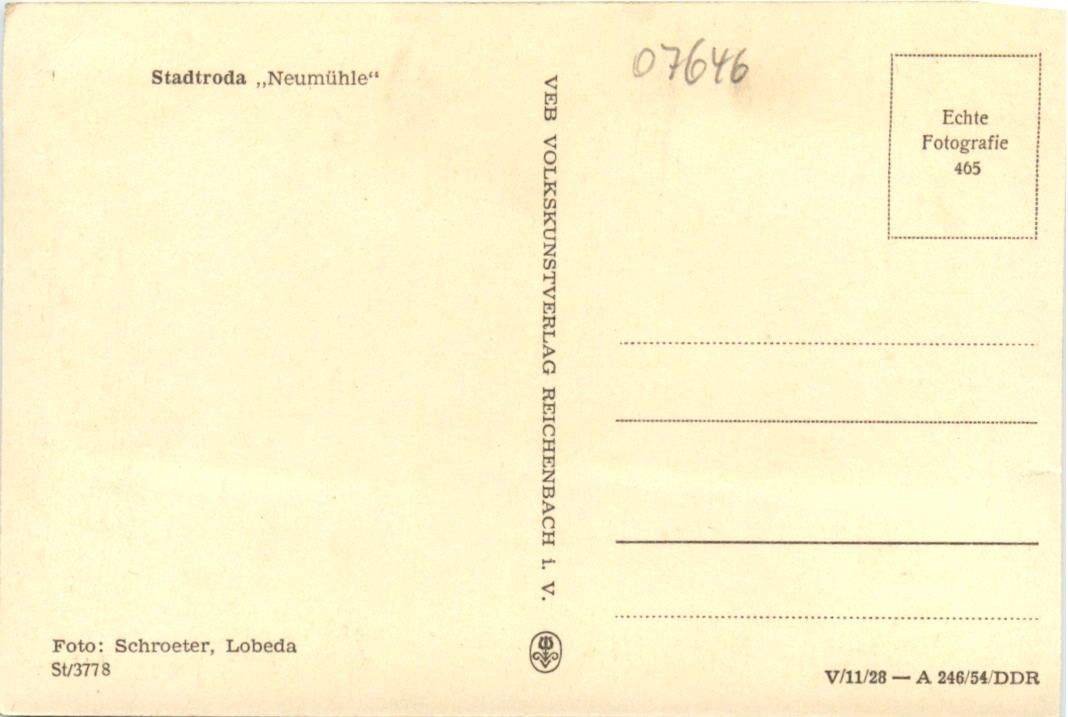 Stadtroda „Neumühle“
Foto: Schroeter, Lobeda
St/3778
VEB VOLKSKUNSTVERLAG REICHENBACH i. V.
07646
Echte
Fotografie
465
V/11/28 — A 246/54/DDR